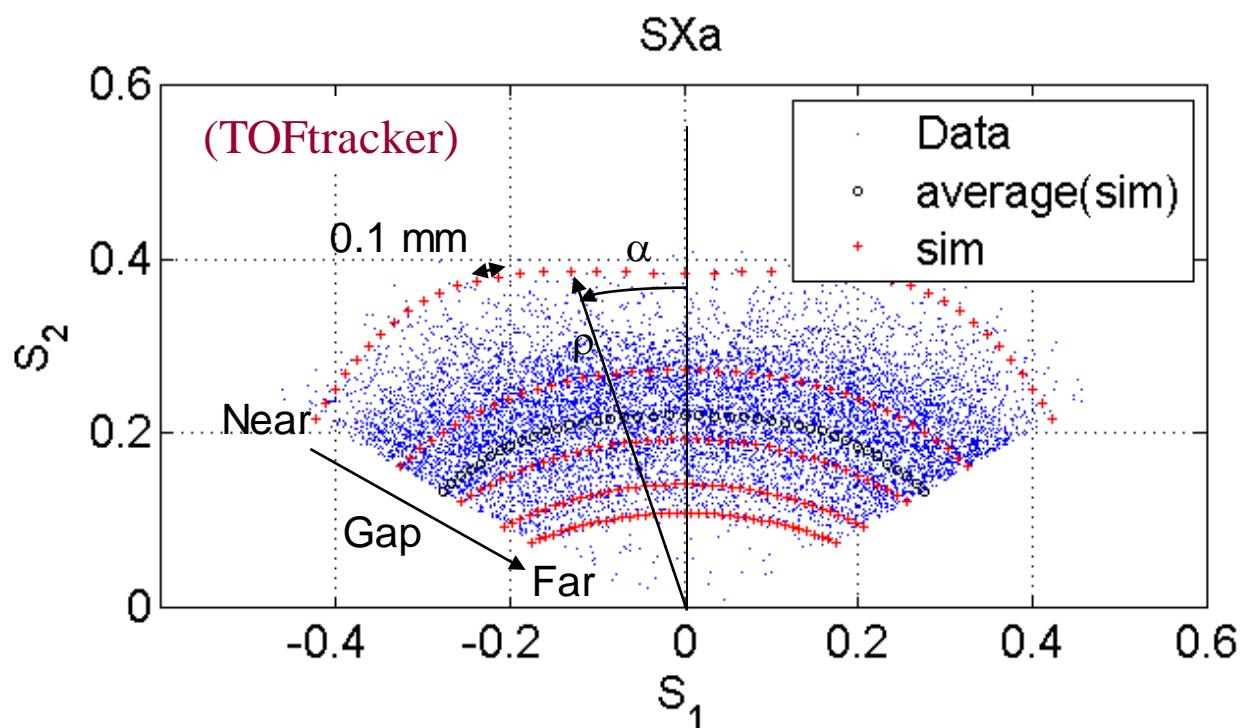 SXa
0.6
(TOFtracker)
Data
average(sim)
sim
0.1 mm
α
0.4
ρ
S2
Near
0.2
Gap
Far
0
-0.4
-0.2
0
0.2
0.4
0.6
S1